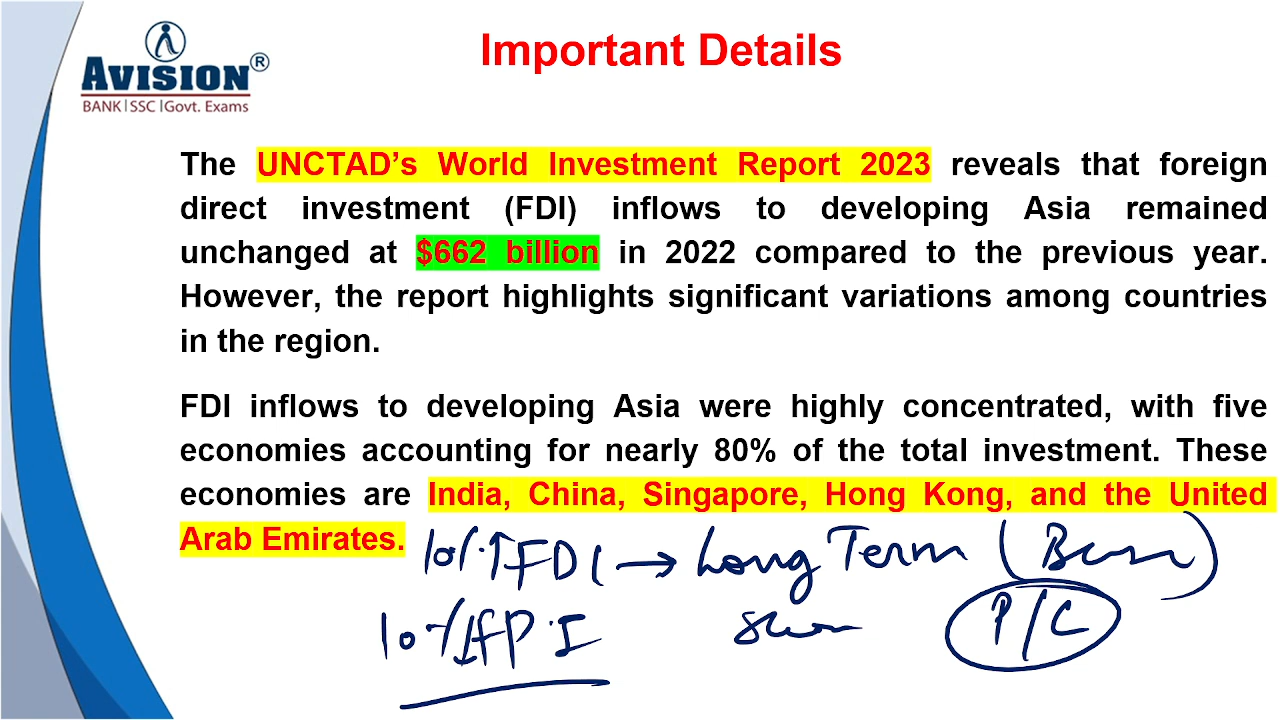 Important Details
AVISION®
BANK|SSC|Govt. Exams
The UNCTAD’s World Investment Report 2023 reveals that foreign
direct investment (FDI) inflows to developing Asia remained
unchanged at $662 billion in 2022 compared to the previous year.
However, the report highlights significant variations among countries
in the region.
FDI inflows to developing Asia were highly concentrated, with five
economies accounting for nearly 80% of the total investment. These
economies are India, China, Singapore, Hong Kong, and the United
Arab Emirates.
10%↑FDI → Long Term
10%↓FPI P/C